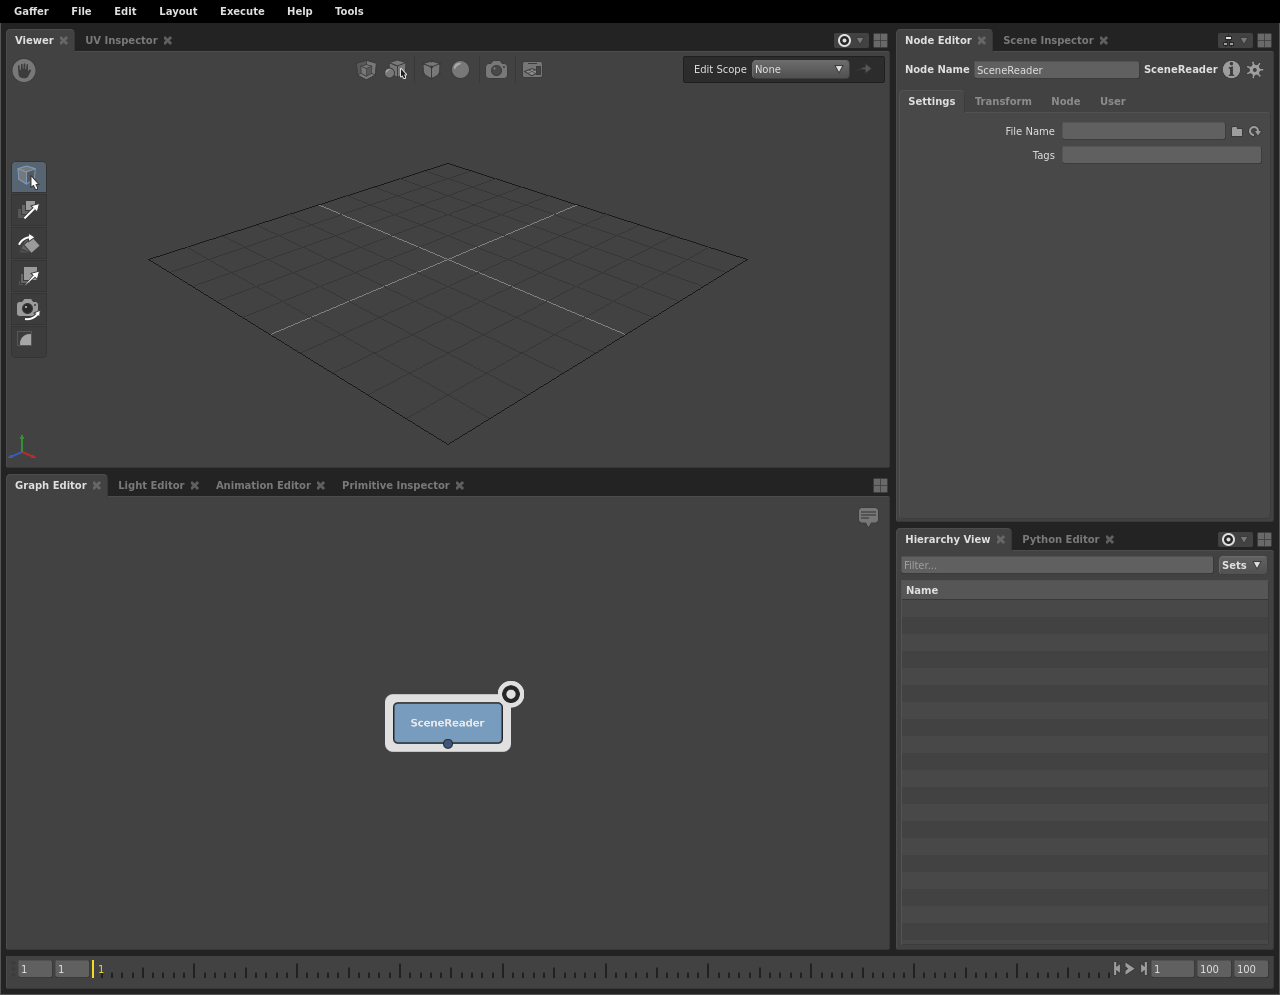 Gaffer File Edit Layout Execute Help Tools
Viewer UV Inspector
Edit Scope None
Node Editor Scene Inspector
Node Name SceneReader SceneReader
Settings Transform Node User
File Name
Tags
Graph Editor Light Editor Animation Editor Primitive Inspector
SceneReader
Hierarchy View Python Editor
Filter... Sets
Name
1 1 1 1 100 100